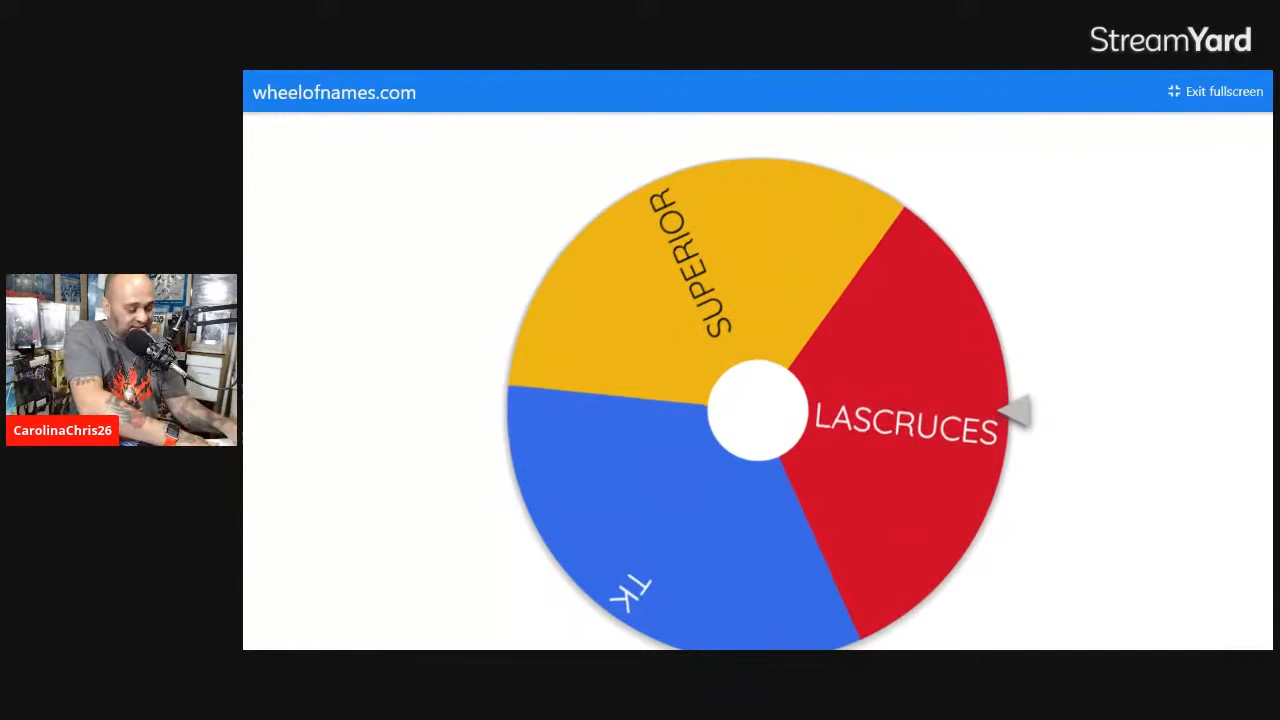 StreamYard
wheelofnames.com
Exit fullscreen
SUPERIOR
LASCRUCES
TK
CarolinaChris26